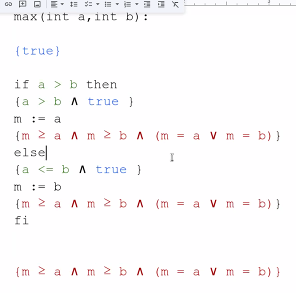 max(int a,int b):
{true}
if a > b then
{a > b ∧ true }
m := a
{m ≥ a ∧ m ≥ b ∧ (m = a ∨ m = b)}
else
{a <= b ∧ true }
m := b
{m ≥ a ∧ m ≥ b ∧ (m = a ∨ m = b)}
fi
{m ≥ a ∧ m ≥ b ∧ (m = a ∨ m = b)}